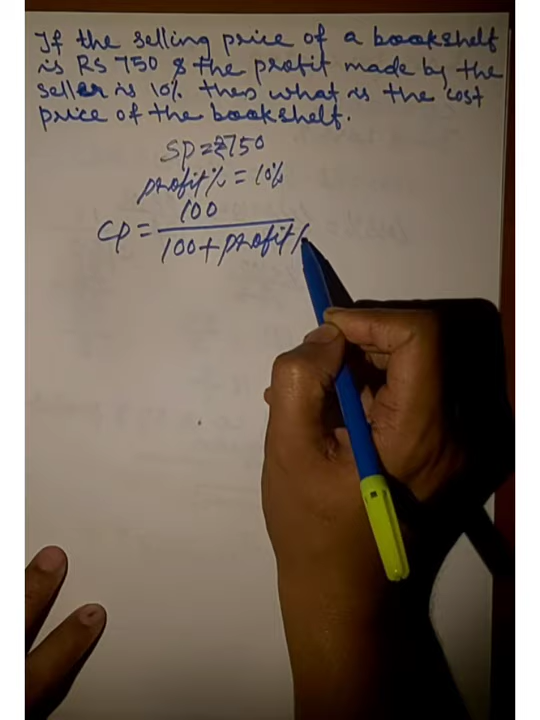 If the selling price of a bookshelf
is RS 750 & the profit made by the
seller is 10% then what is the cost
price of the bookshelf.
SP = ₹750
profit% = 10%
CP = 100
100 + profit%